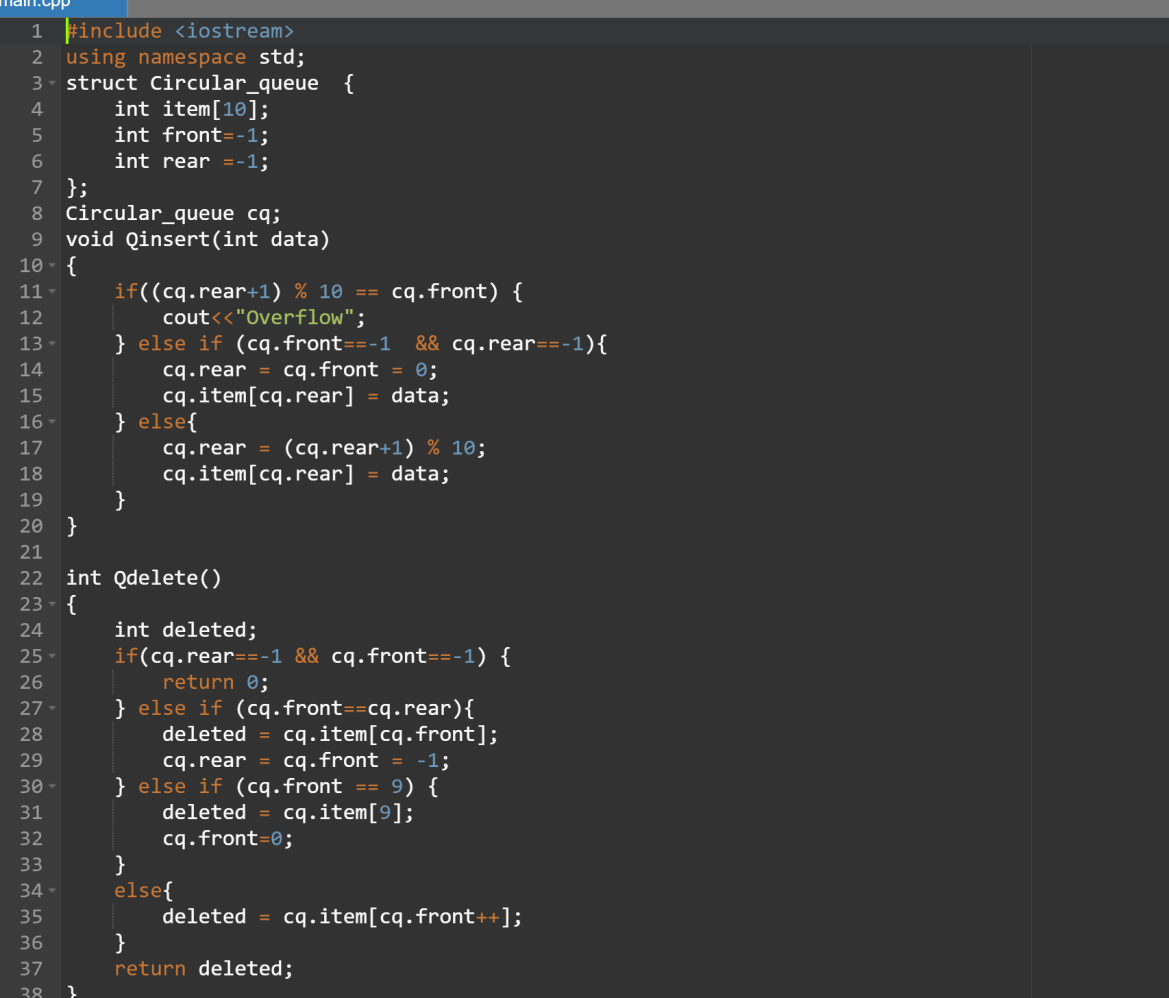 main.cpp
1 #include <iostream>
2 using namespace std;
3 struct Circular_queue  {
4     int item[10];
5     int front=-1;
6     int rear =-1;
7 };
8 Circular_queue cq;
9 void Qinsert(int data)
10 {
11     if((cq.rear+1) % 10 == cq.front) {
12         cout<<"Overflow";
13     } else if (cq.front==-1  && cq.rear==-1){
14         cq.rear = cq.front = 0;
15         cq.item[cq.rear] = data;
16     } else{
17         cq.rear = (cq.rear+1) % 10;
18         cq.item[cq.rear] = data;
19     }
20 }
21
22 int Qdelete()
23 {
24     int deleted;
25     if(cq.rear==-1 && cq.front==-1) {
26         return 0;
27     } else if (cq.front==cq.rear){
28         deleted = cq.item[cq.front];
29         cq.rear = cq.front = -1;
30     } else if (cq.front == 9) {
31         deleted = cq.item[9];
32         cq.front=0;
33     }
34     else{
35         deleted = cq.item[cq.front++];
36     }
37     return deleted;
38 }